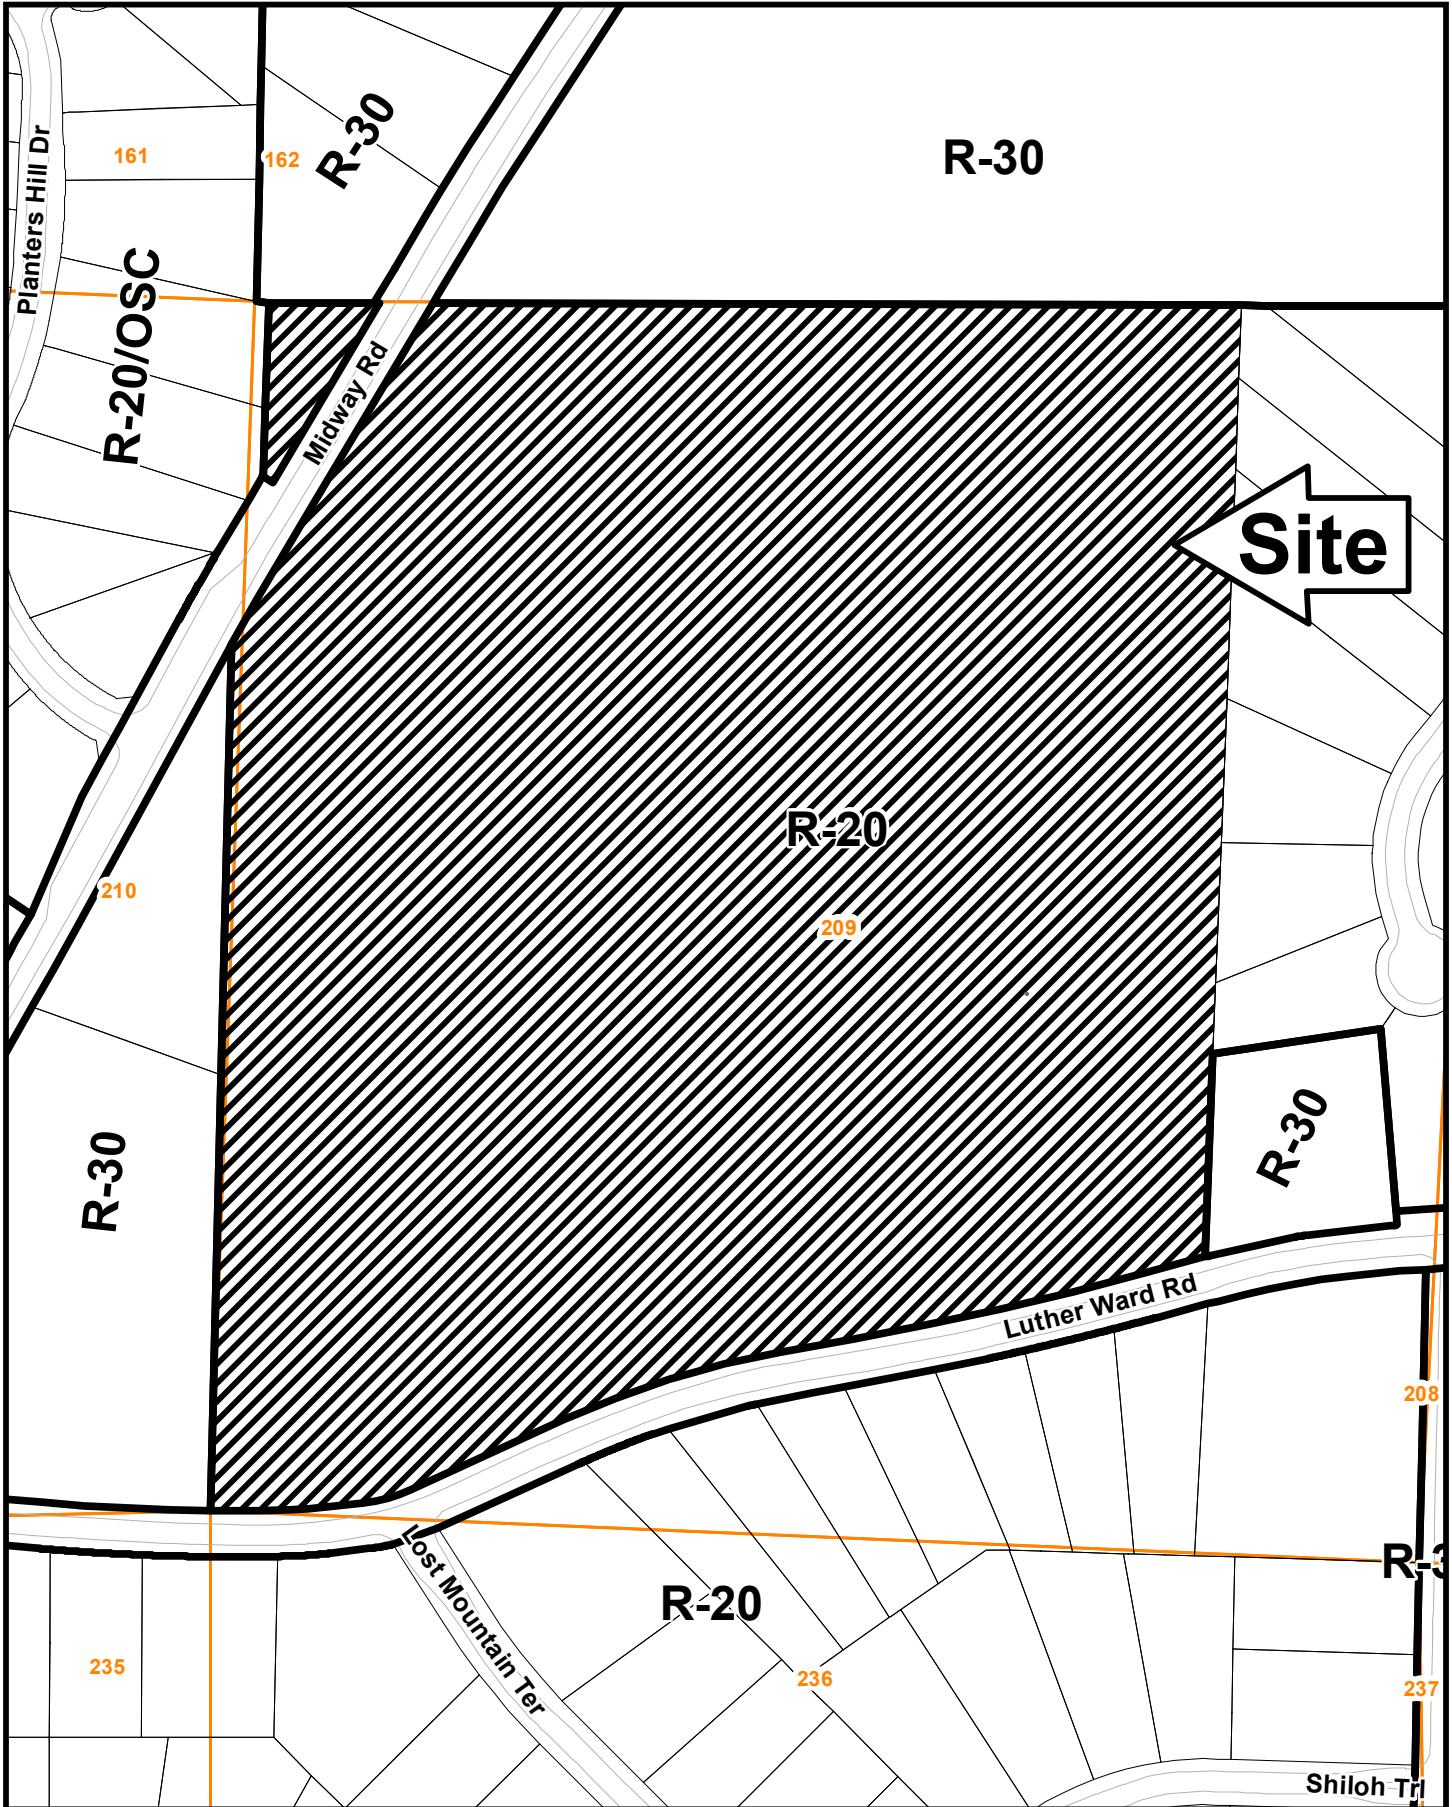 R-30
R-30
161
162
Planters Hill Dr
R-20/OSC
Midway Rd
Site
R-20
210
209
R-30
R-30
Luther Ward Rd
208
R-3
Lost Mountain Ter
R-20
235
236
237
Shiloh Trl